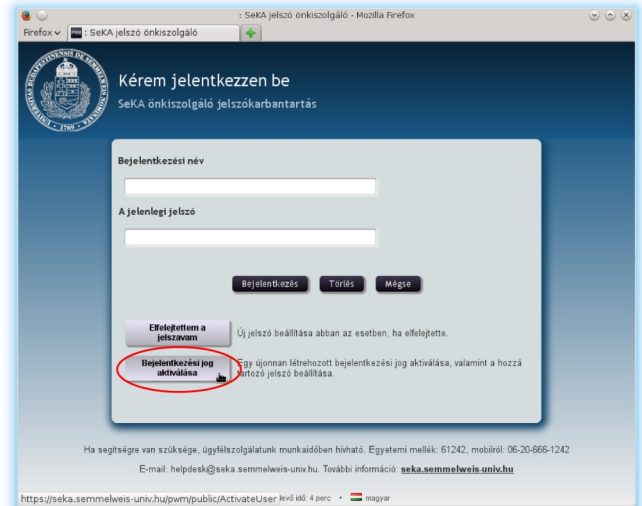 : SeKA jelszó önkiszolgáló - Mozilla Firefox
Firefox
: SeKA jelszó önkiszolgáló
Kérem jelentkezzen be
SeKA önkiszolgáló jelszókarbantartás
Bejelentkezési név
A jelenlegi jelszó
Bejelentkezés Törlés Mégse
Elfelejtettem a
jelszavam
Új jelszó beállítása abban az esetben, ha elfelejtette.
Bejelentkezési jog
aktiválása
Egy újonnan létrehozott bejelentkezési jog aktiválása, valamint a hozzá
tartozó jelszó beállítása.
Ha segítségre van szüksége, ügyfélszolgálatunk munkaidőben hívható. Egyetemi mellék: 61242, mobilról: 06-20-666-1242
E-mail: helpdesk@seka.semmelweis-univ.hu. További információ: seka.semmelweis-univ.hu
https://seka.semmelweis-univ.hu/pwm/public/ActivateUser levő idő: 4 perc • magyar